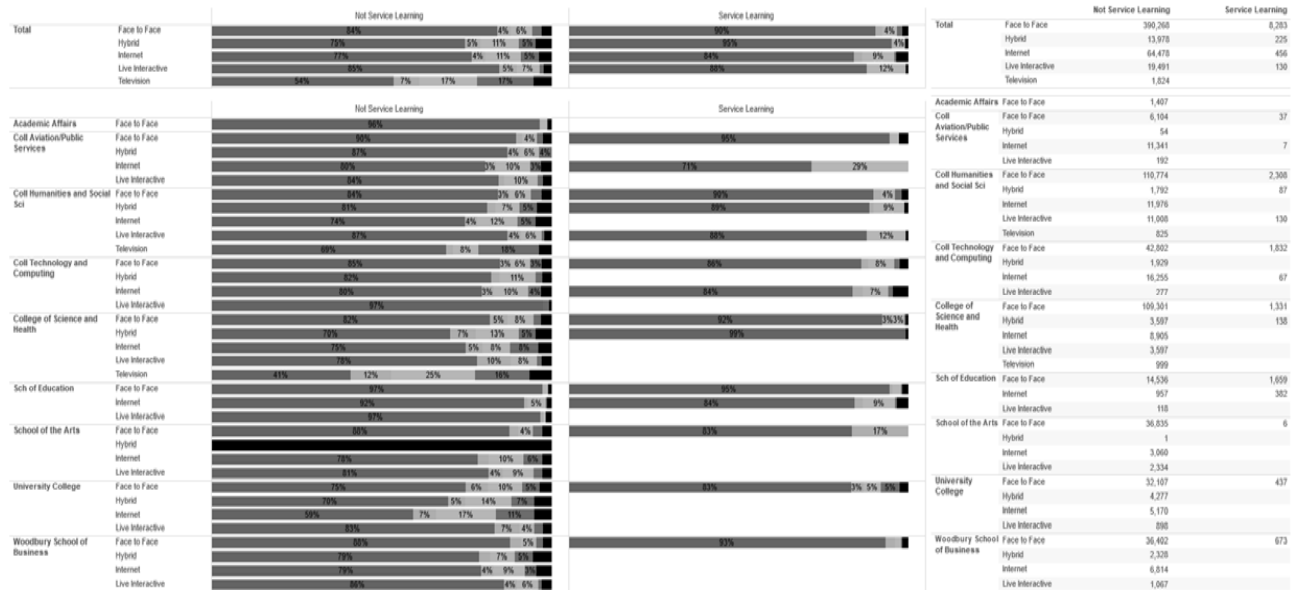 Not Service Learning Service Learning
Total Face to Face 84% 4% 6% 90% 4%
Hybrid 75% 5% 11% 5% 95% 4%
Internet 77% 4% 11% 5% 84% 9%
Live Interactive 85% 5% 7% 88% 12%
Television 54% 7% 17% 17%
Not Service Learning Service Learning
Academic Affairs Face to Face 96%
Coll Aviation/Public Services Face to Face 90% 4% 95%
Hybrid 87% 4% 6% 4%
Internet 80% 3% 10% 3% 71% 29%
Live Interactive 84% 10%
Coll Humanities and Social Sci Face to Face 84% 3% 6% 90% 4%
Hybrid 81% 7% 5% 89% 9%
Internet 74% 4% 12% 5%
Live Interactive 87% 4% 6% 88% 12%
Television 69% 8% 18%
Coll Technology and Computing Face to Face 85% 3% 6% 3% 86% 8%
Hybrid 82% 11%
Internet 80% 3% 10% 4% 84% 7%
Live Interactive 97%
College of Science and Health Face to Face 82% 5% 8% 92% 3% 3%
Hybrid 70% 7% 13% 5% 99%
Internet 75% 5% 8% 8%
Live Interactive 78% 10% 8%
Television 41% 12% 25% 16%
Sch of Education Face to Face 97% 95%
Internet 92% 5% 84% 9%
Live Interactive 97%
School of the Arts Face to Face 88% 4% 83% 17%
Hybrid
Internet 78% 10% 6%
Live Interactive 81% 4% 9%
University College Face to Face 75% 6% 10% 5% 83% 3% 5% 5%
Hybrid 70% 5% 14% 7%
Internet 59% 7% 17% 11%
Live Interactive 83% 7% 4%
Woodbury School of Business Face to Face 88% 5% 93%
Hybrid 79% 7% 5%
Internet 79% 4% 9% 3%
Live Interactive 86% 4% 6%
Not Service Learning Service Learning
Total Face to Face 390,268 8,283
Hybrid 13,978 225
Internet 64,478 456
Live Interactive 19,491 130
Television 1,824
Academic Affairs Face to Face 1,407
Coll Aviation/Public Services Face to Face 6,104 37
Hybrid 54
Internet 11,341 7
Live Interactive 192
Coll Humanities and Social Sci Face to Face 110,774 2,308
Hybrid 1,792 87
Internet 11,976
Live Interactive 11,008 130
Television 825
Coll Technology and Computing Face to Face 42,802 1,832
Hybrid 1,929
Internet 16,255 67
Live Interactive 277
College of Science and Health Face to Face 109,301 1,331
Hybrid 3,597 138
Internet 8,905
Live Interactive 3,597
Television 999
Sch of Education Face to Face 14,536 1,659
Internet 957 382
Live Interactive 118
School of the Arts Face to Face 36,835 6
Hybrid 1
Internet 3,060
Live Interactive 2,334
University College Face to Face 32,107 437
Hybrid 4,277
Internet 5,170
Live Interactive 898
Woodbury School of Business Face to Face 36,402 673
Hybrid 2,328
Internet 6,814
Live Interactive 1,067